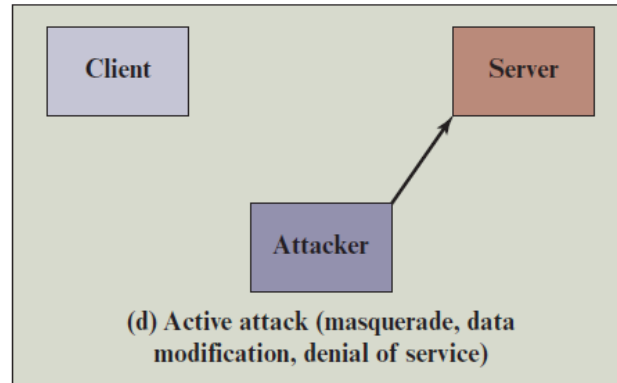 Client
Server
Attacker
(d) Active attack (masquerade, data
modification, denial of service)